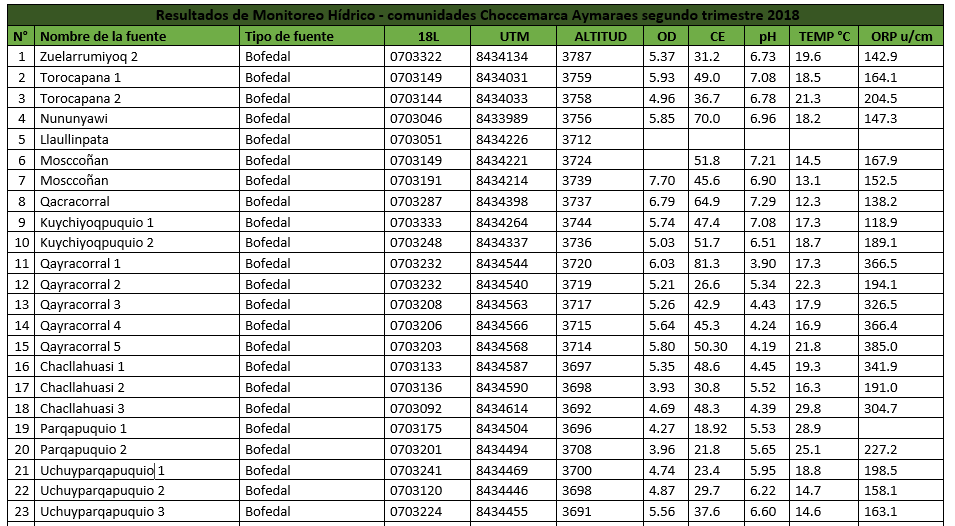 Resultados de Monitoreo Hídrico - comunidades Choccemarca Aymaraes segundo trimestre 2018
N° Nombre de la fuente Tipo de fuente 18L UTM ALTITUD OD CE pH TEMP °C ORP u/cm
1 Zuelarrumiyoq 2 Bofedal 0703322 8434134 3787 5.37 31.2 6.73 19.6 142.9
2 Torocapana 1 Bofedal 0703149 8434031 3759 5.93 49.0 7.08 18.5 164.1
3 Torocapana 2 Bofedal 0703144 8434033 3758 4.96 36.7 6.78 21.3 204.5
4 Nununyawi Bofedal 0703046 8433989 3756 5.85 70.0 6.96 18.2 147.3
5 Llaullinpata Bofedal 0703051 8434226 3712
6 Mosccoñan Bofedal 0703149 8434221 3724 51.8 7.21 14.5 167.9
7 Mosccoñan Bofedal 0703191 8434214 3739 7.70 45.6 6.90 13.1 152.5
8 Qacracorral Bofedal 0703287 8434398 3737 6.79 64.9 7.29 12.3 138.2
9 Kuychiyoqpuquio 1 Bofedal 0703333 8434264 3744 5.74 47.4 7.08 17.3 118.9
10 Kuychiyoqpuquio 2 Bofedal 0703248 8434337 3736 5.03 51.7 6.51 18.7 189.1
11 Qayracorral 1 Bofedal 0703232 8434544 3720 6.03 81.3 3.90 17.3 366.5
12 Qayracorral 2 Bofedal 0703232 8434540 3719 5.21 26.6 5.34 22.3 194.1
13 Qayracorral 3 Bofedal 0703208 8434563 3717 5.26 42.9 4.43 17.9 326.5
14 Qayracorral 4 Bofedal 0703206 8434566 3715 5.64 45.3 4.24 16.9 366.4
15 Qayracorral 5 Bofedal 0703203 8434568 3714 5.80 50.30 4.19 21.8 385.0
16 Chacllahuasi 1 Bofedal 0703133 8434587 3697 5.35 48.6 4.45 19.3 341.9
17 Chacllahuasi 2 Bofedal 0703136 8434590 3698 3.93 30.8 5.52 16.3 191.0
18 Chacllahuasi 3 Bofedal 0703092 8434614 3692 4.69 48.3 4.39 29.8 304.7
19 Parqapuquio 1 Bofedal 0703175 8434504 3696 4.27 18.92 5.53 28.9
20 Parqapuquio 2 Bofedal 0703201 8434494 3708 3.96 21.8 5.65 25.1 227.2
21 Uchuyparqapuquio 1 Bofedal 0703241 8434469 3700 4.74 23.4 5.95 18.8 198.5
22 Uchuyparqapuquio 2 Bofedal 0703120 8434446 3698 4.87 29.7 6.22 14.7 158.1
23 Uchuyparqapuquio 3 Bofedal 0703224 8434455 3691 5.56 37.6 6.60 14.6 163.1